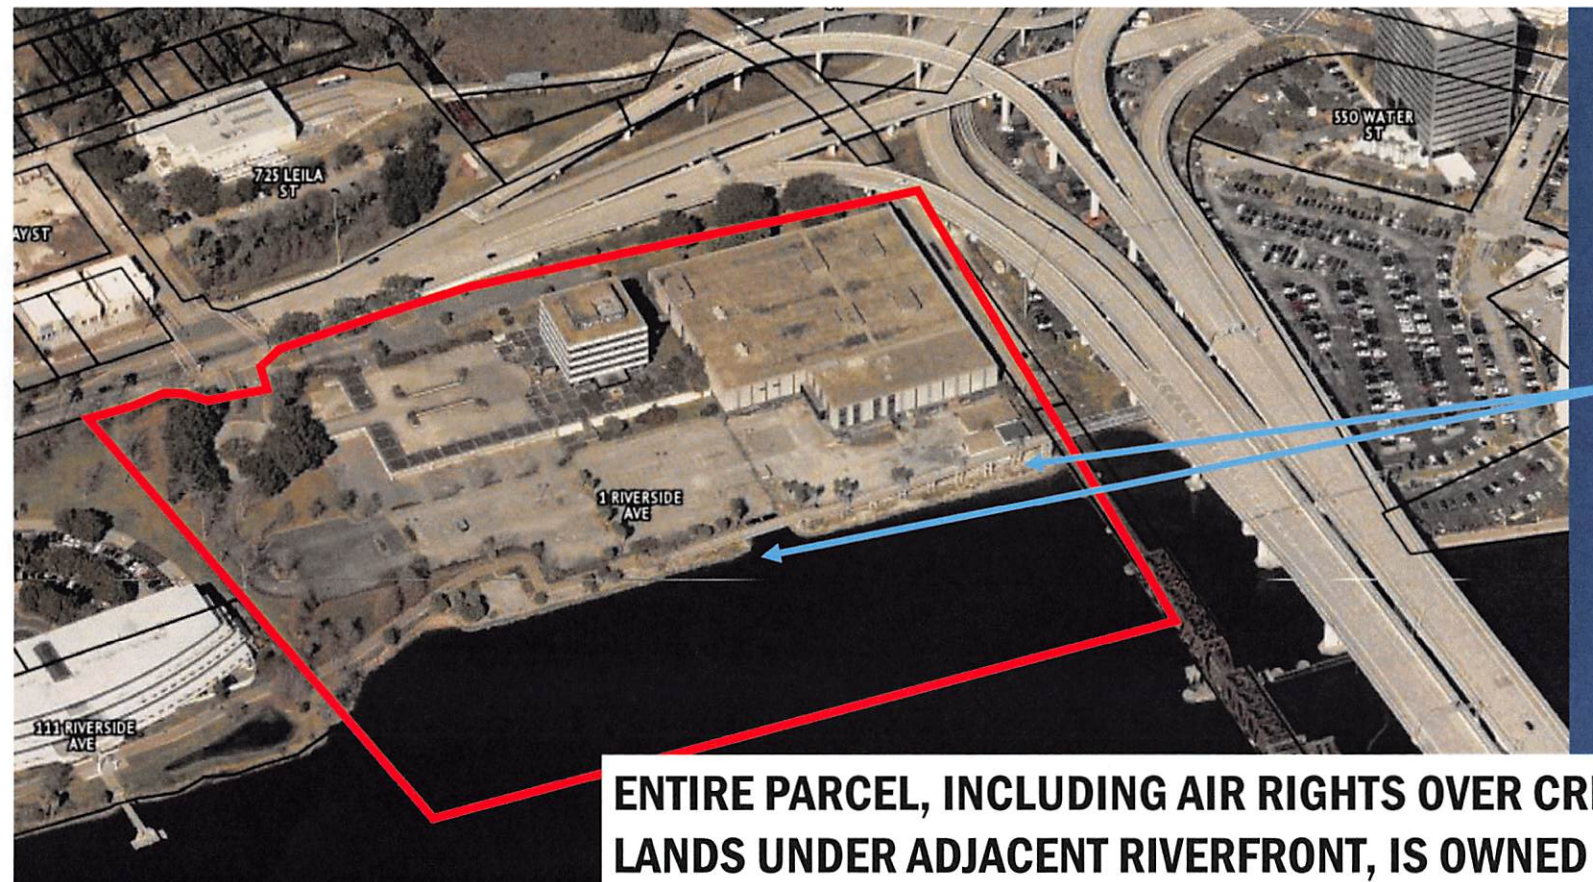 550 WATER
ST
725 LEILA
ST
AY ST
1 RIVERSIDE
AVE
111 RIVERSIDE
AVE
ENTIRE PARCEL, INCLUDING AIR RIGHTS OVER
LANDS UNDER ADJACENT RIVERFRONT, IS OWNED